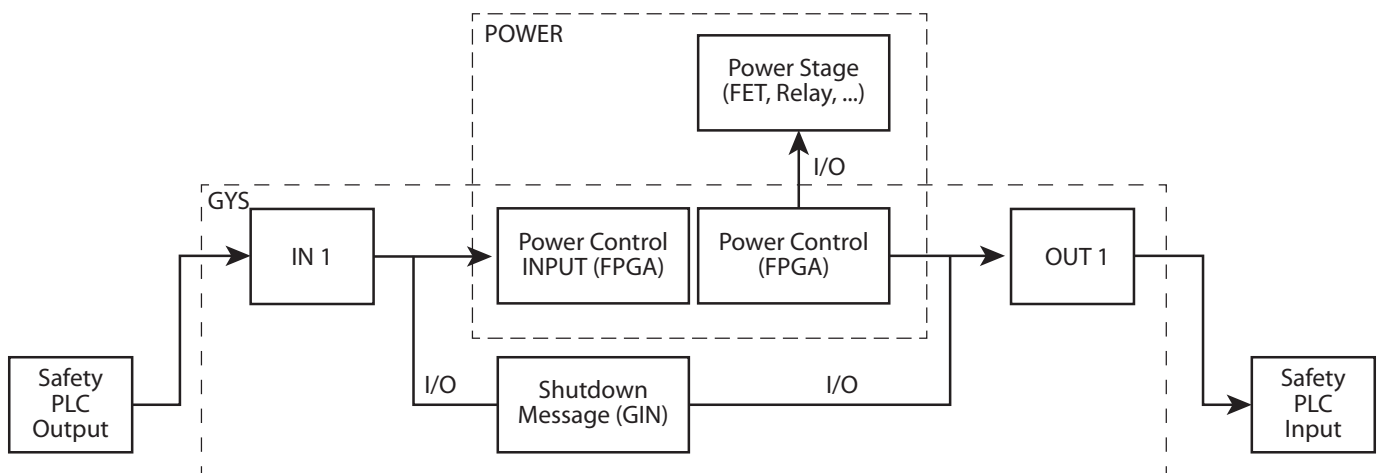 POWER
Power Stage
(FET, Relay, ...)
I/O
GYS
IN 1
Power Control
INPUT (FPGA)
Power Control
(FPGA)
OUT 1
Safety
PLC
Output
I/O
Shutdown
Message (GIN)
I/O
Safety
PLC
Input